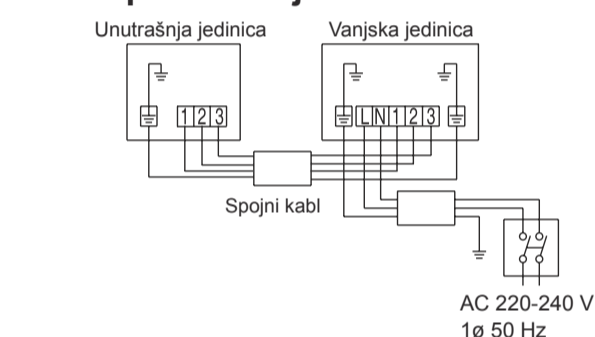 Unutrašnja jedinica
Vanjska jedinica
1 2 3
L N 1 2 3
Spojni kabl
AC 220-240 V
1ø 50 Hz